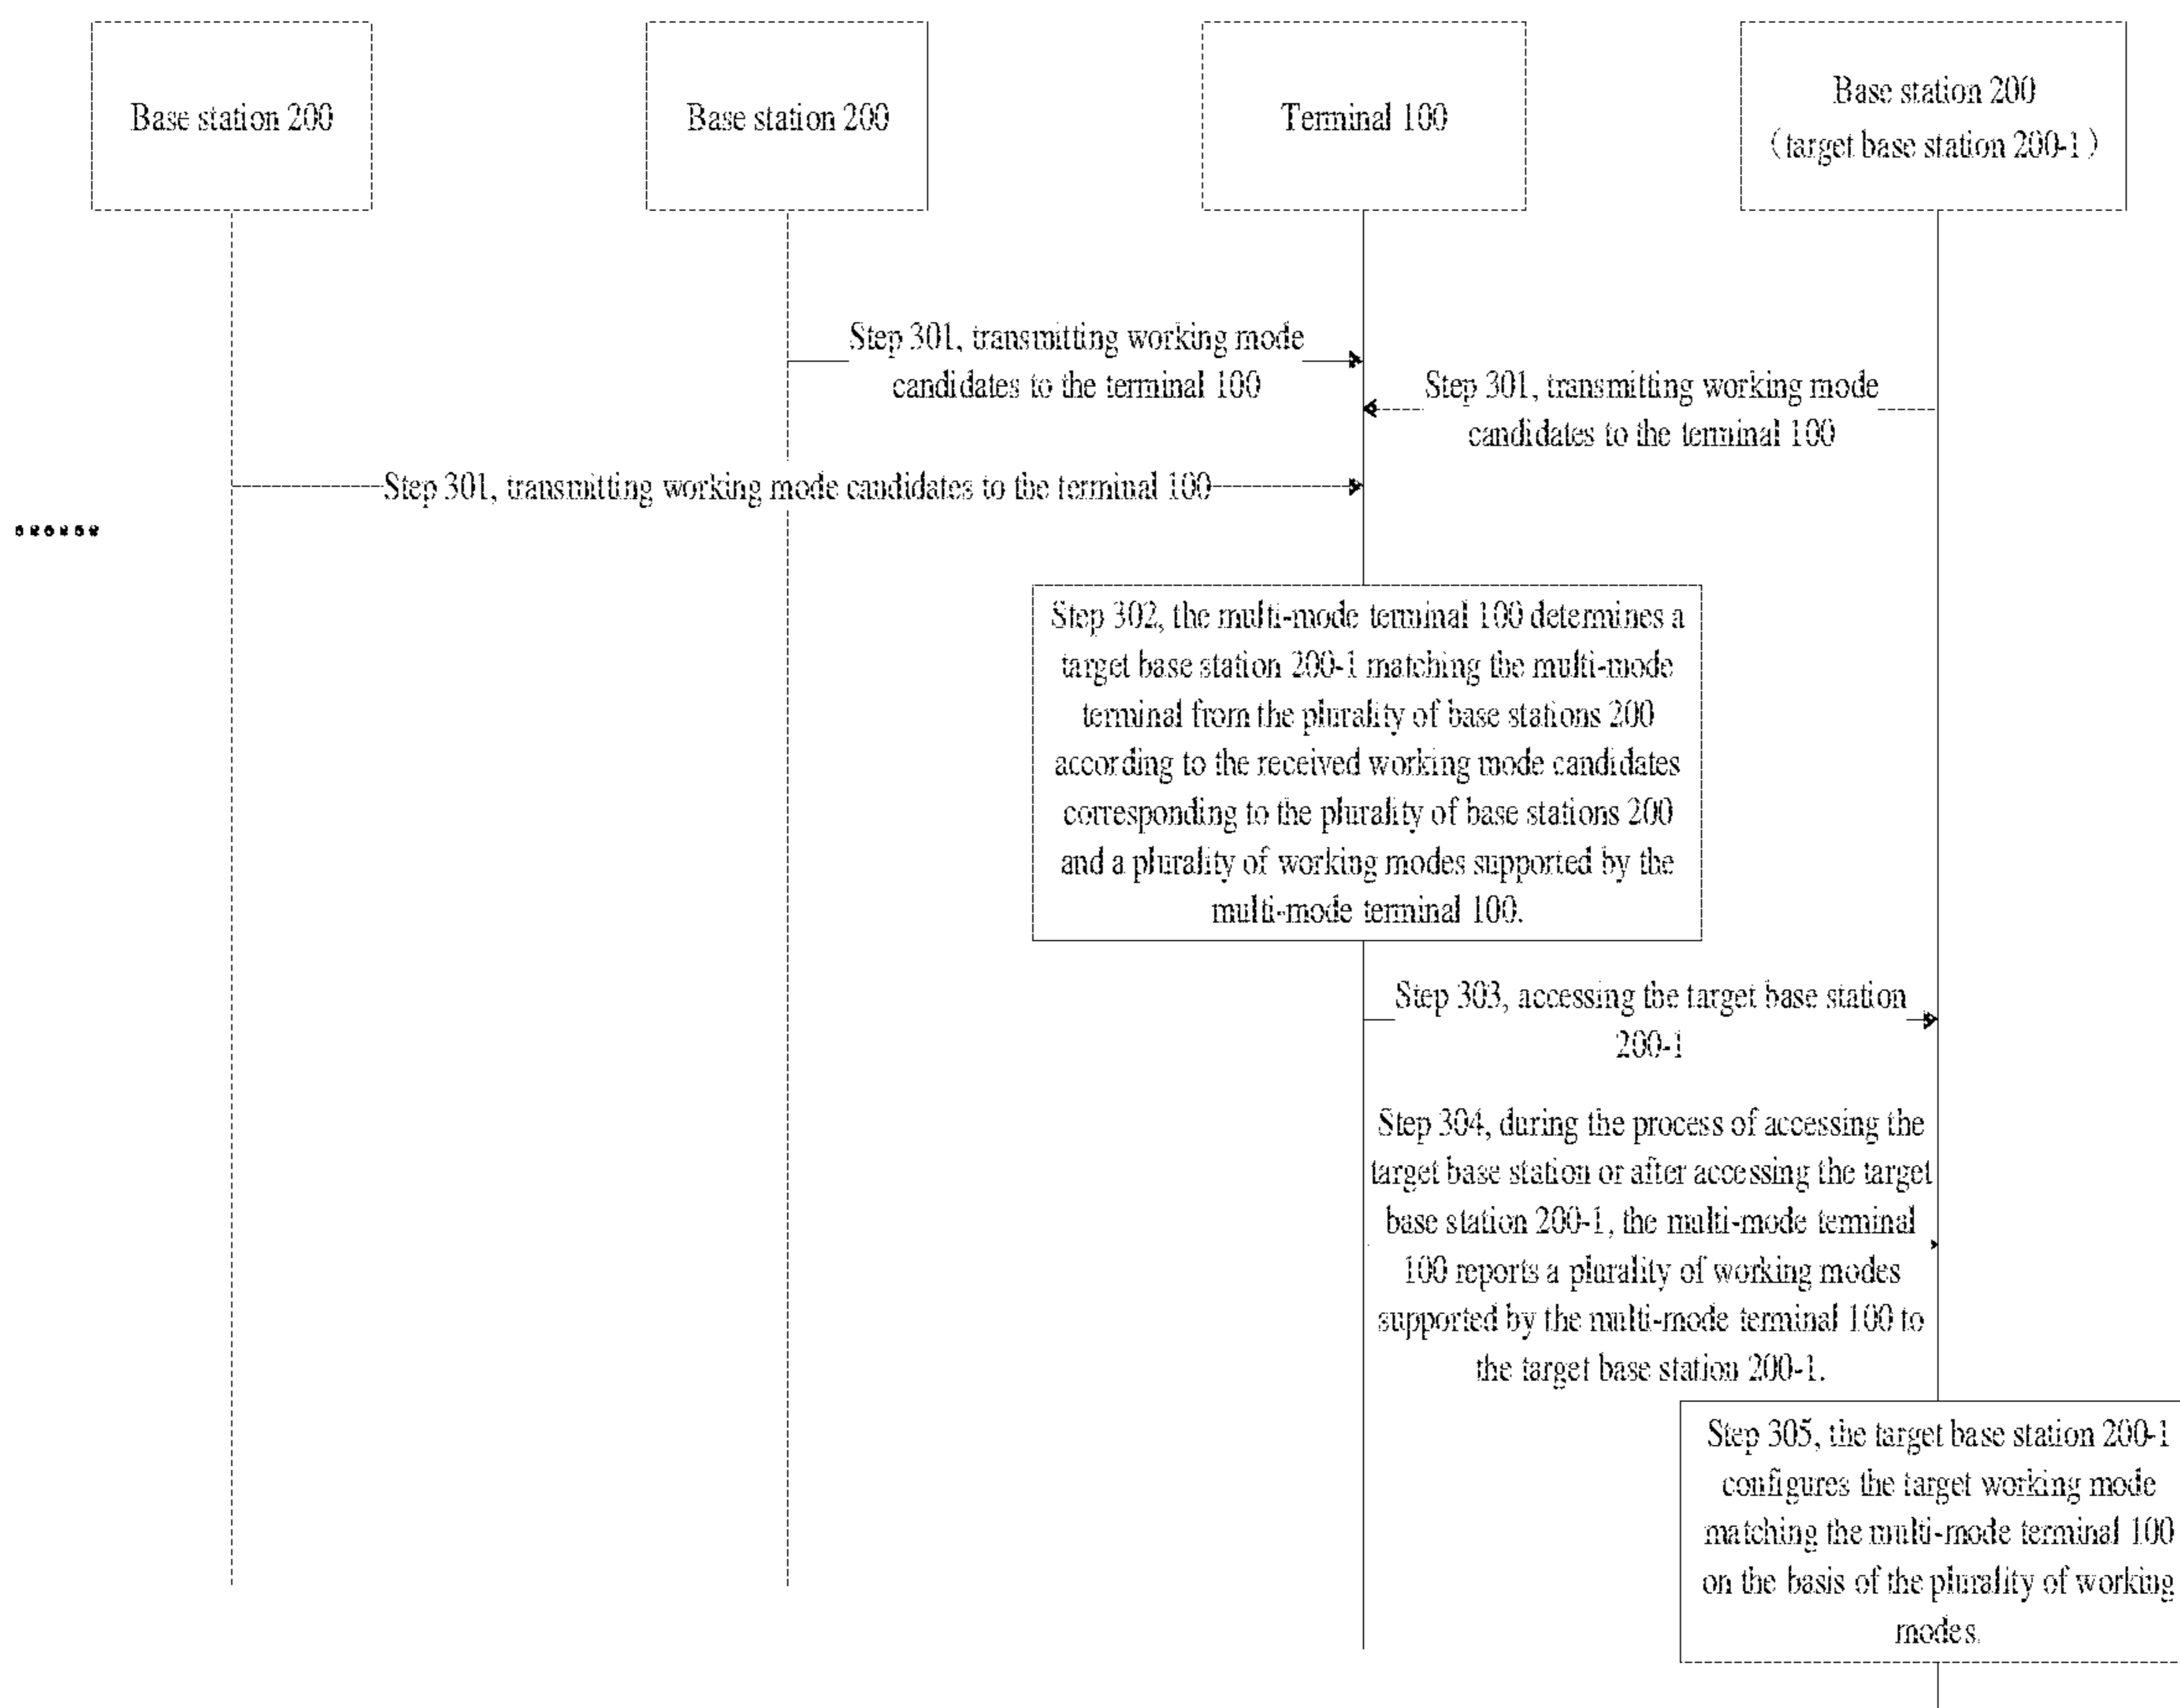 Base station 200
Base station 200
Terminal 100
Base station 200
（target base station 200-1）
Step 301, transmitting working mode
candidates to the terminal 100
Step 301, transmitting working mode
candidates to the terminal 100
Step 301, transmitting working mode candidates to the terminal 100
......
Step 302, the multi-mode terminal 100 determines a
target base station 200-1 matching the multi-mode
terminal from the plurality of base stations 200
according to the received working mode candidates
corresponding to the plurality of base stations 200
and a plurality of working modes supported by the
multi-mode terminal 100.
Step 303, accessing the target base station
200-1
Step 304, during the process of accessing the
target base station or after accessing the target
base station 200-1, the multi-mode terminal
100 reports a plurality of working modes
supported by the multi-mode terminal 100 to
the target base station 200-1.
Step 305, the target base station 200-1
configures the target working mode
matching the multi-mode terminal 100
on the basis of the plurality of working
modes.